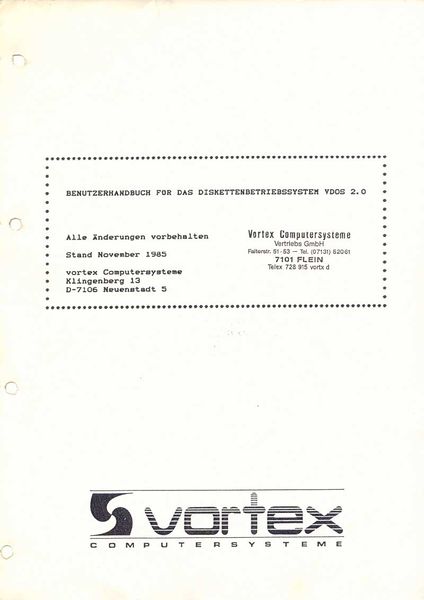 BENUTZERHANDBUCH FÜR DAS DISKETTENBETRIEBSSYSTEM VDOS 2.0
Alle Änderungen vorbehalten
Stand November 1985
vortex Computersysteme
Klingenberg 13
D-7106 Neuenstadt 5
Vortex Computersysteme
Vertriebs GmbH
Falterstr. 51-53 – Tel. (07131) 52061
7101 FLEIN
Telex 728 915 vortx d
vortex
COMPUTERSYSTEME